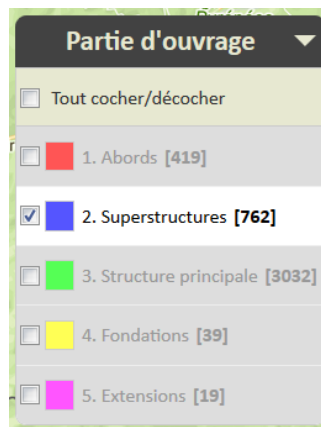 Partie d'ouvrage
Tout cocher/décocher
1. Abords [419]
2. Superstructures [762]
3. Structure principale [3032]
4. Fondations [39]
5. Extensions [19]